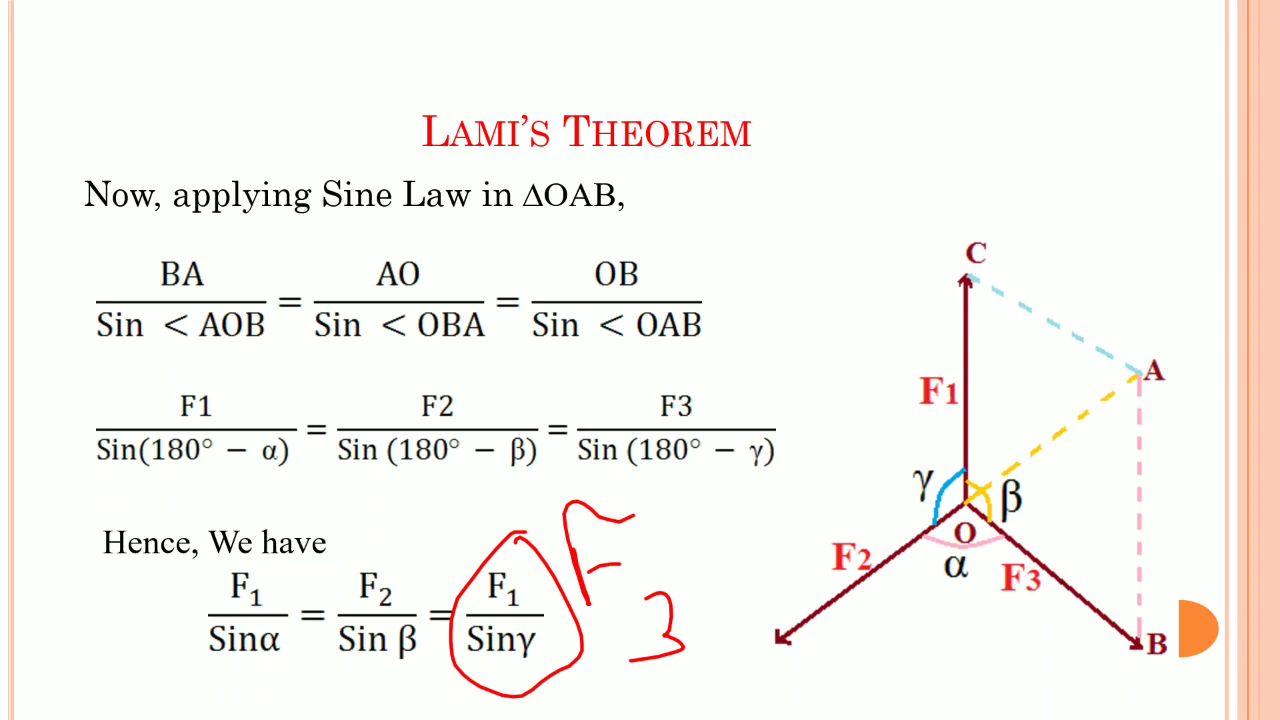 LAMI'S THEOREM
Now, applying Sine Law in ΔOAB,
BA/Sin < AOB = AO/Sin < OBA = OB/Sin < OAB
F1/Sin(180° − α) = F2/Sin (180° − β) = F3/Sin (180° − γ)
Hence, We have
F₁/Sinα = F₂/Sin β = F₁/Sinγ
F
3
C
A
F1
γ
β
O
F2
α
F3
B